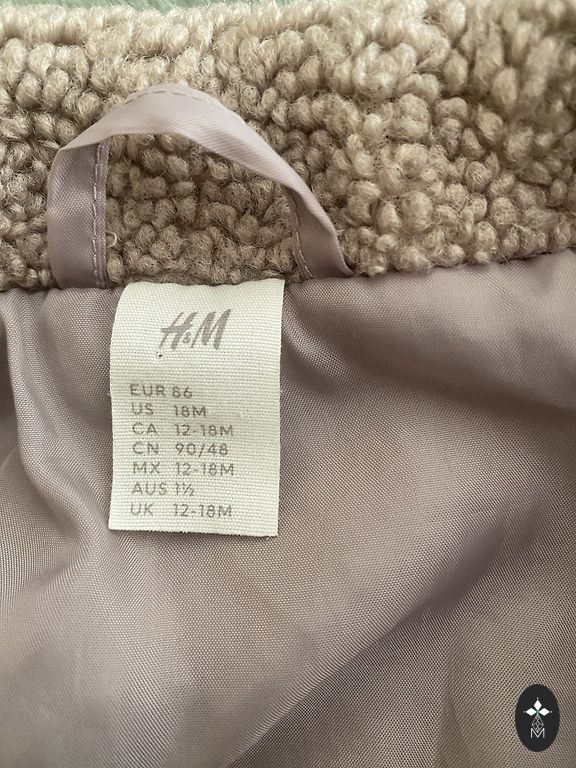 H&M
EUR 86
US 18M
CA 12-18M
CN 90/48
MX 12-18M
AUS 1½
UK 12-18M